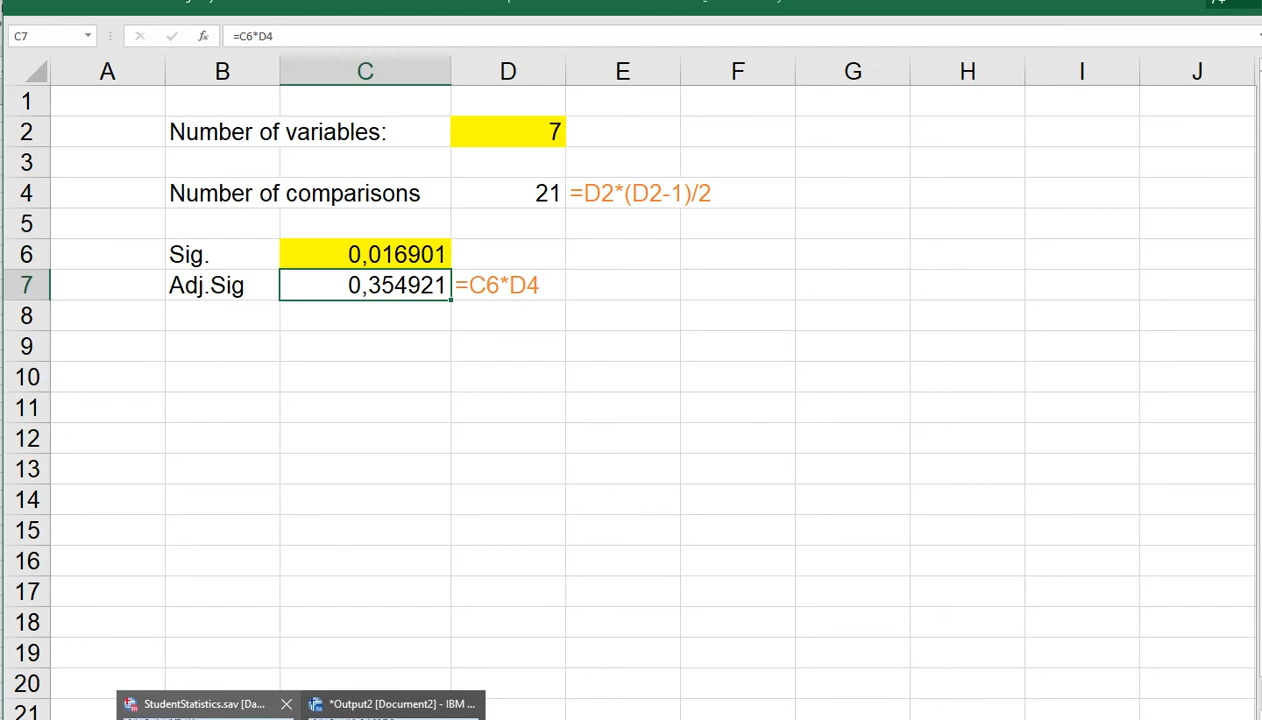 C7 fx =C6*D4
A B C D E F G H I J
1
2 Number of variables: 7
3
4 Number of comparisons 21 =D2*(D2-1)/2
5
6 Sig. 0,016901
7 Adj.Sig 0,354921 =C6*D4
8
9
10
11
12
13
14
15
16
17
18
19
20
21
StudentStatistics.sav [Da... *Output2 [Document2] - IBM ...